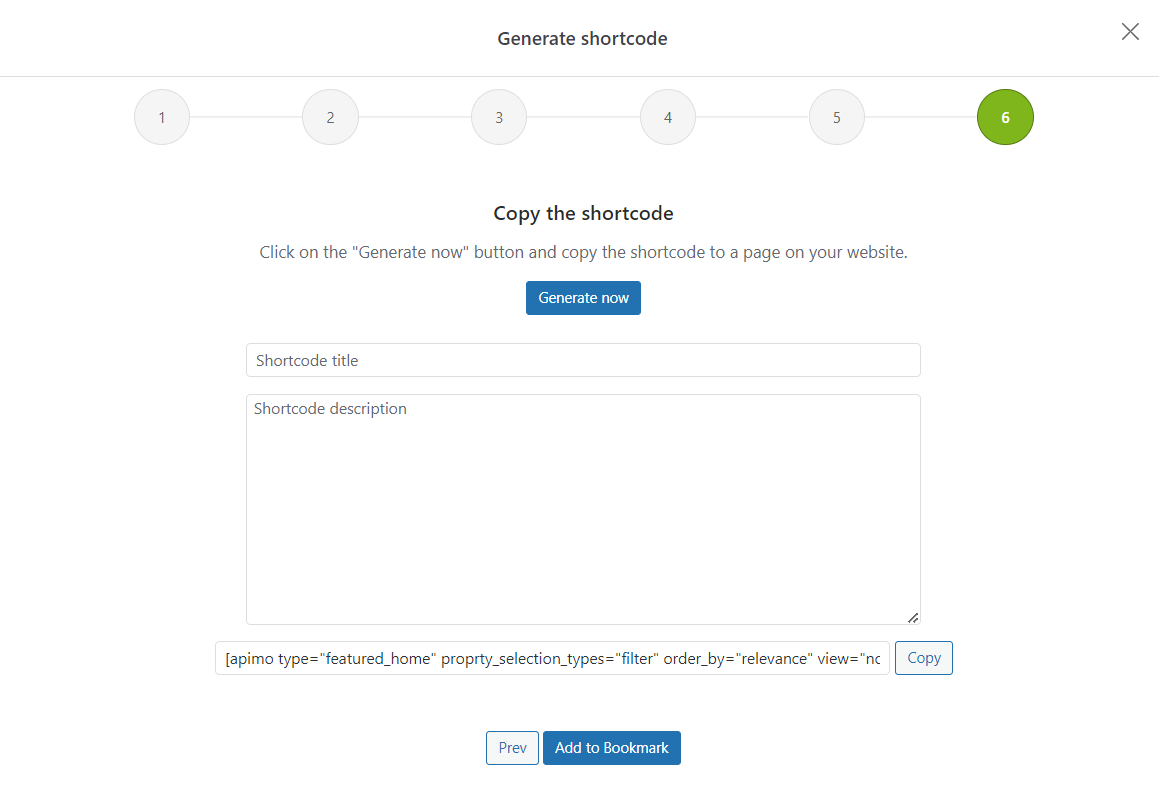 Generate shortcode
1 2 3 4 5 6
Copy the shortcode
Click on the "Generate now" button and copy the shortcode to a page on your website.
Generate now
Shortcode title
Shortcode description
[apimo type="featured_home" proprty_selection_types="filter" order_by="relevance" view="nc
Copy
Prev Add to Bookmark